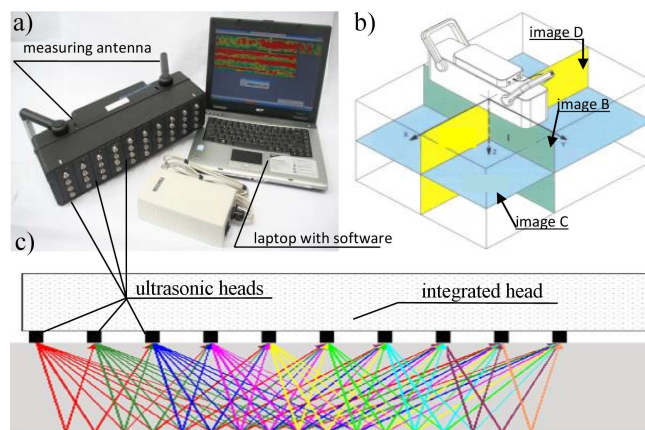 a)
measuring antenna
laptop with software
b)
image D
image B
image C
x
z
Y
c)
ultrasonic heads
integrated head